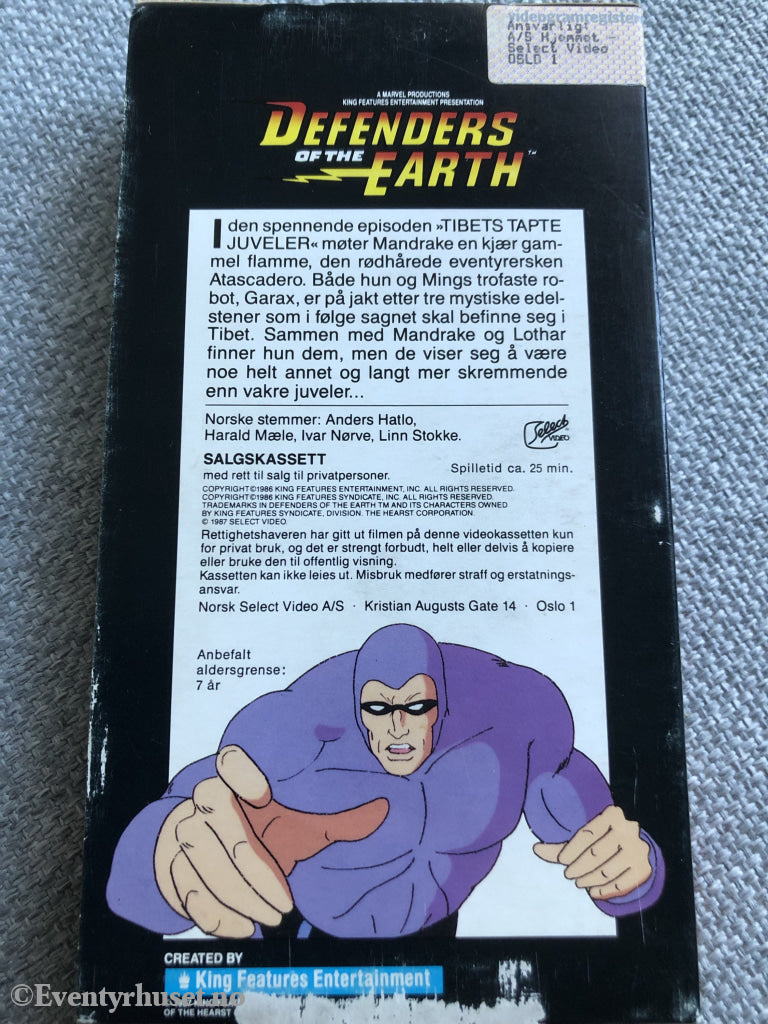 videogramregister
Ansvarlig:
A/S Hjemmet -
Select Video
OSLO 1
A MARVEL PRODUCTIONS
KING FEATURES ENTERTAINMENT PRESENTATION
DEFENDERS
OF THE
EARTH™
I den spennende episoden »TIBETS TAPTE
JUVELER« møter Mandrake en kjær gam-
mel flamme, den rødhårede eventyrersken
Atascadero. Både hun og Mings trofaste ro-
bot, Garax, er på jakt etter tre mystiske edel-
stener som i følge sagnet skal befinne seg i
Tibet. Sammen med Mandrake og Lothar
finner hun dem, men de viser seg å være
noe helt annet og langt mer skremmende
enn vakre juveler...
Norske stemmer: Anders Hatlo,
Harald Mæle, Ivar Nørve, Linn Stokke.
Select
VIDEO
SALGSKASSETT
med rett til salg til privatpersoner.
Spilletid ca. 25 min.
COPYRIGHT©1986 KING FEATURES ENTERTAINMENT, INC. ALL RIGHTS RESERVED.
COPYRIGHT©1986 KING FEATURES SYNDICATE, INC. ALL RIGHTS RESERVED.
TRADEMARKS IN DEFENDERS OF THE EARTH TM AND ITS CHARACTERS OWNED
BY KING FEATURES SYNDICATE, DIVISION. THE HEARST CORPORATION.
© 1987 SELECT VIDEO.
Rettighetshaveren har gitt ut filmen på denne videokassetten kun
for privat bruk, og det er strengt forbudt, helt eller delvis å kopiere
eller bruke den til offentlig visning.
Kassetten kan ikke leies ut. Misbruk medfører straff og erstatnings-
ansvar.
Norsk Select Video A/S · Kristian Augusts Gate 14 · Oslo 1
Anbefalt
aldersgrense:
7 år
CREATED BY
King Features Entertainment
©Eventyrhuset.no
OF THE HEARST